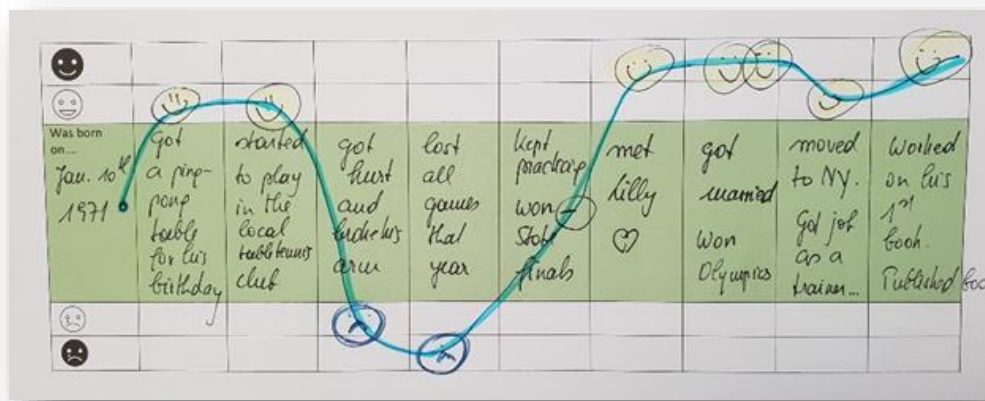 Was born
on....
Jan. 10th
1971
got
a ping-
pong
table
for his
birthday
started
to play
in the
local
table tennis
club
got
hurt
and
broke his
arm
lost
all
games
that
year
Kept
practicing
won
State
finals
met
Lilly
got
married
won
Olympics
moved
to NY.
Got job
as a
trainer...
Worked
on his
1st
book.
Published boo